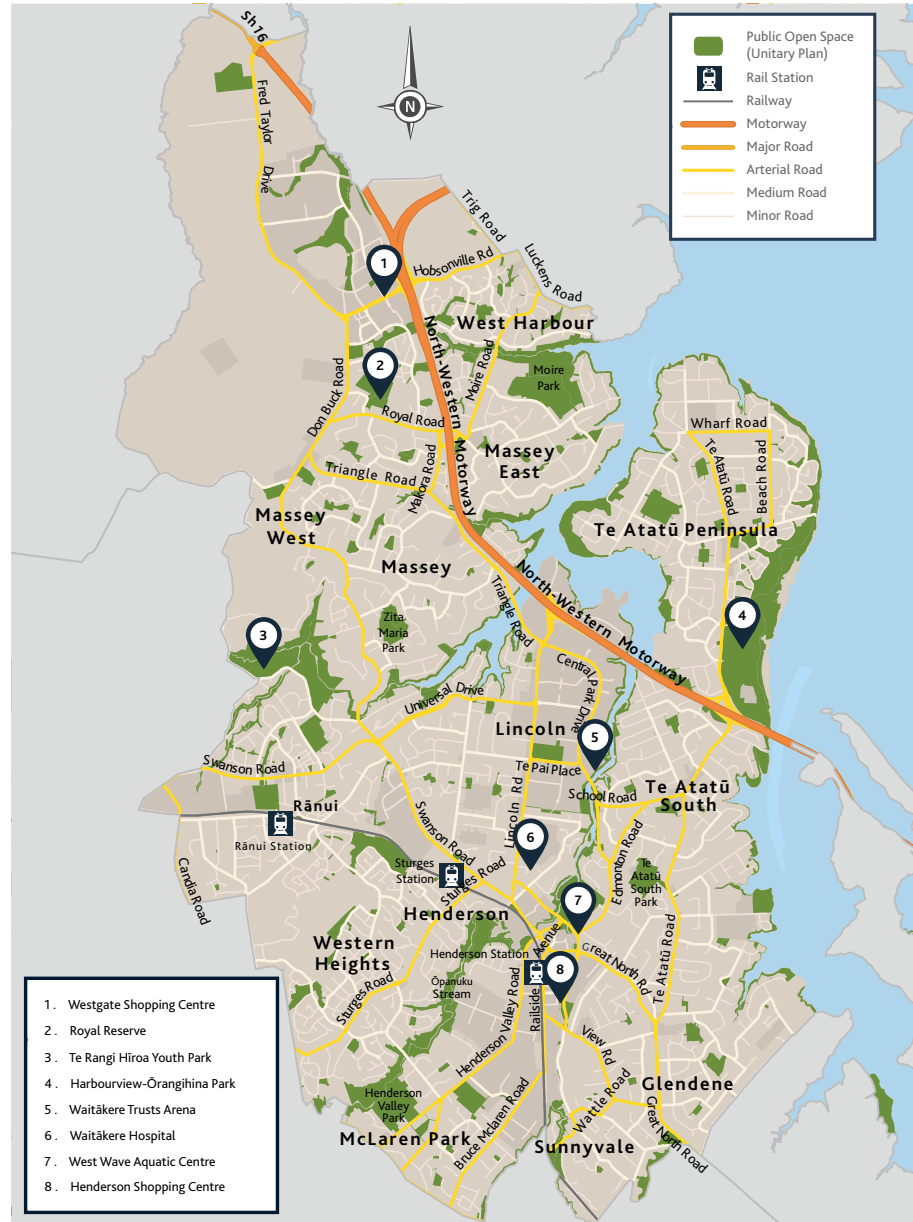 Sh16
Fred Taylor
Drive
N
Public Open Space
(Unitary Plan)
Rail Station
Railway
Motorway
Major Road
Arterial Road
Medium Road
Minor Road
Trig Road
Luckens Road
1
Hobsonville Rd
West Harbour
North-Western
Motorway
Moire Road
Moire
Park
2
Don Buck Road
Royal Road
Wharf Road
Te Atatū Road
Beach Road
Massey
East
Triangle Road
Makora Road
Massey
West
Te Atatū Peninsula
Massey
North-Western Motorway
Triangle Road
Zita
Maria
Park
3
4
Central Park Drive
Universal Drive
Lincoln
5
Swanson Road
Te Pai Place
School Road
Te Atatū
South
Rānui
Rānui Station
Lincoln Rd
Swanson Road
6
Sturges
Station
Sturges Road
Edmonton Road
Te
Atatū
South
Park
Candia Road
Henderson
7
Western
Heights
Henderson Station
Avenue
Great North Rd
Te Atatū Road
8
Ōpanuku
Stream
Sturges Road
Henderson Valley Road
Railside
View Rd
Henderson
Valley
Park
Glendene
Wattle Road
McLaren Park
Bruce Mclaren Road
Sunnyvale
Great North Road
1. Westgate Shopping Centre
2. Royal Reserve
3. Te Rangi Hīroa Youth Park
4. Harbourview-Ōrangihina Park
5. Waitākere Trusts Arena
6. Waitākere Hospital
7. West Wave Aquatic Centre
8. Henderson Shopping Centre